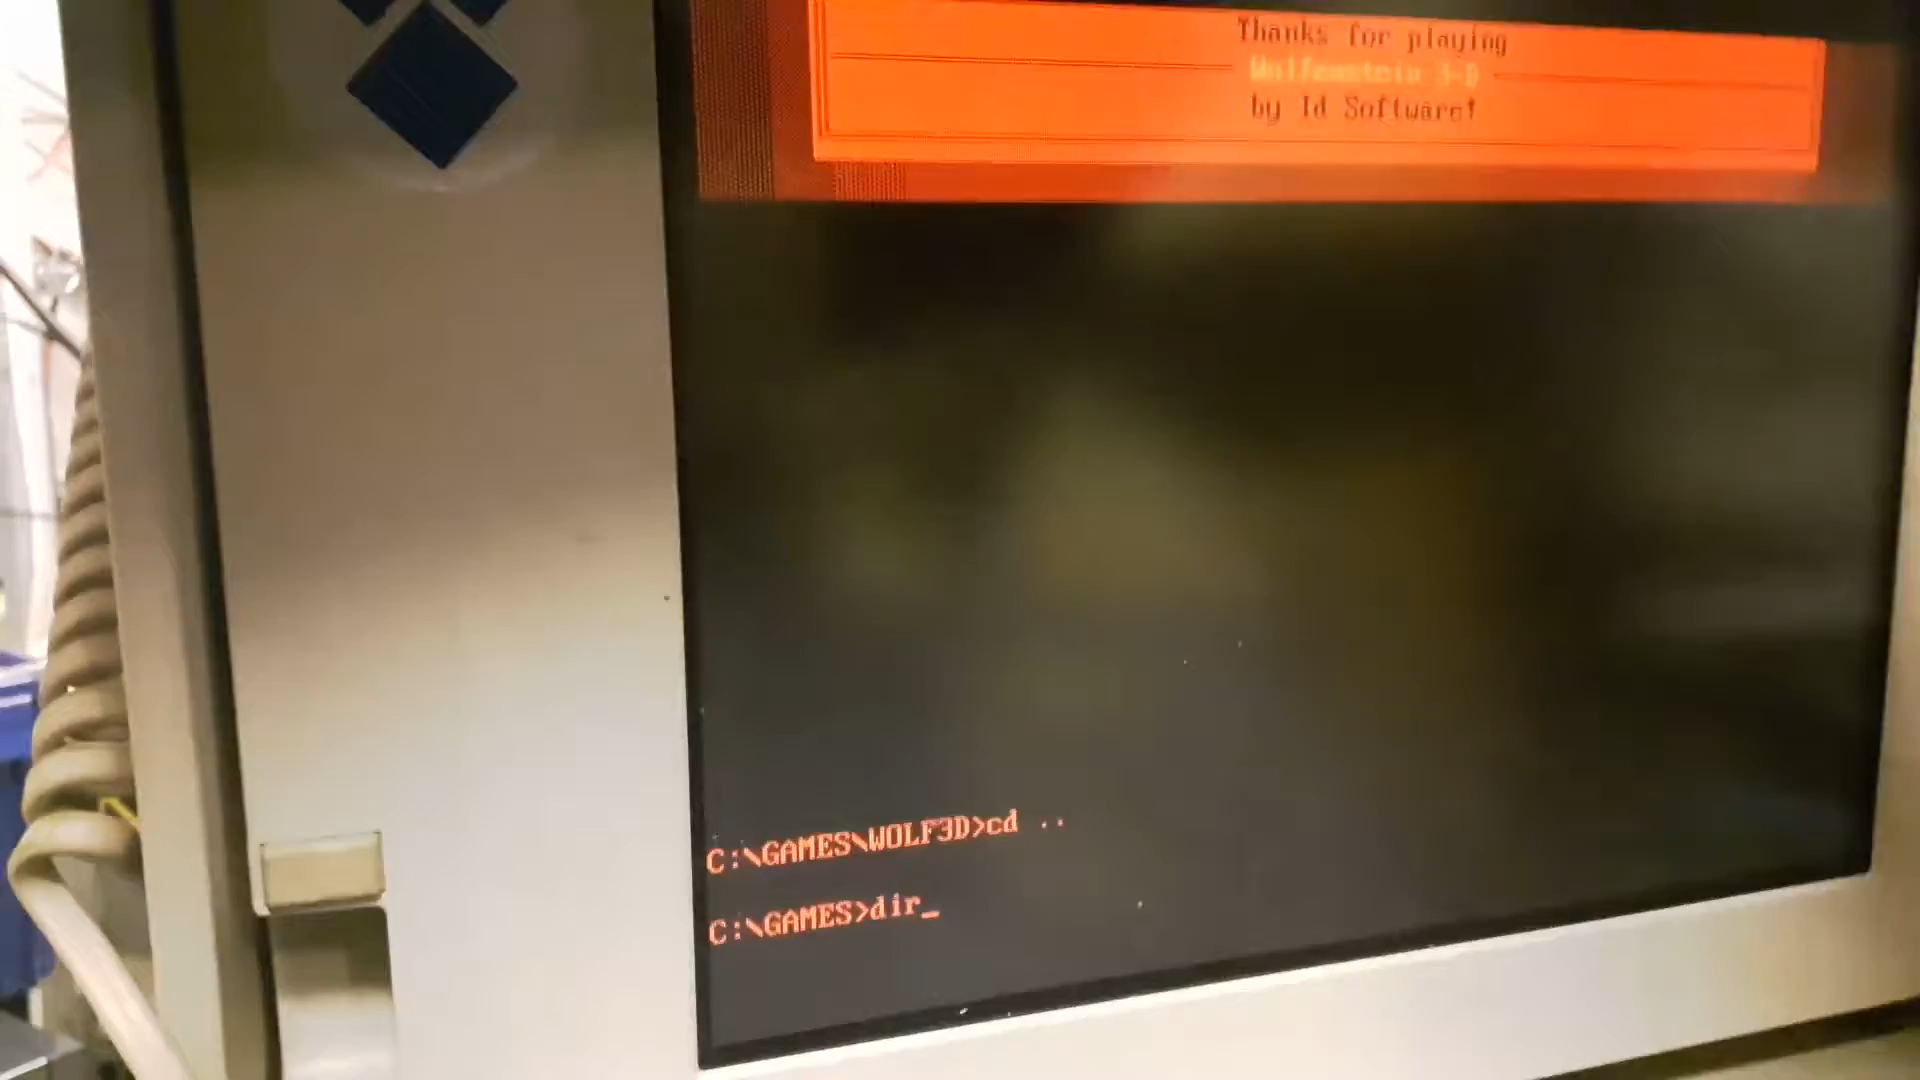 Thanks for playing
Wolfenstein 3-D
by Id Software!
C:\GAMES\WOLF3D>cd ..
C:\GAMES>dir_